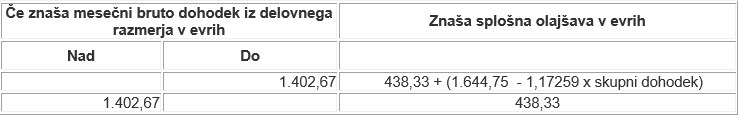 Če znaša mesečni bruto dohodek iz delovnega razmerja v evrih
Znaša splošna olajšava v evrih
Nad Do
1.402,67 438,33 + (1.644,75 - 1,17259 x skupni dohodek)
1.402,67 438,33